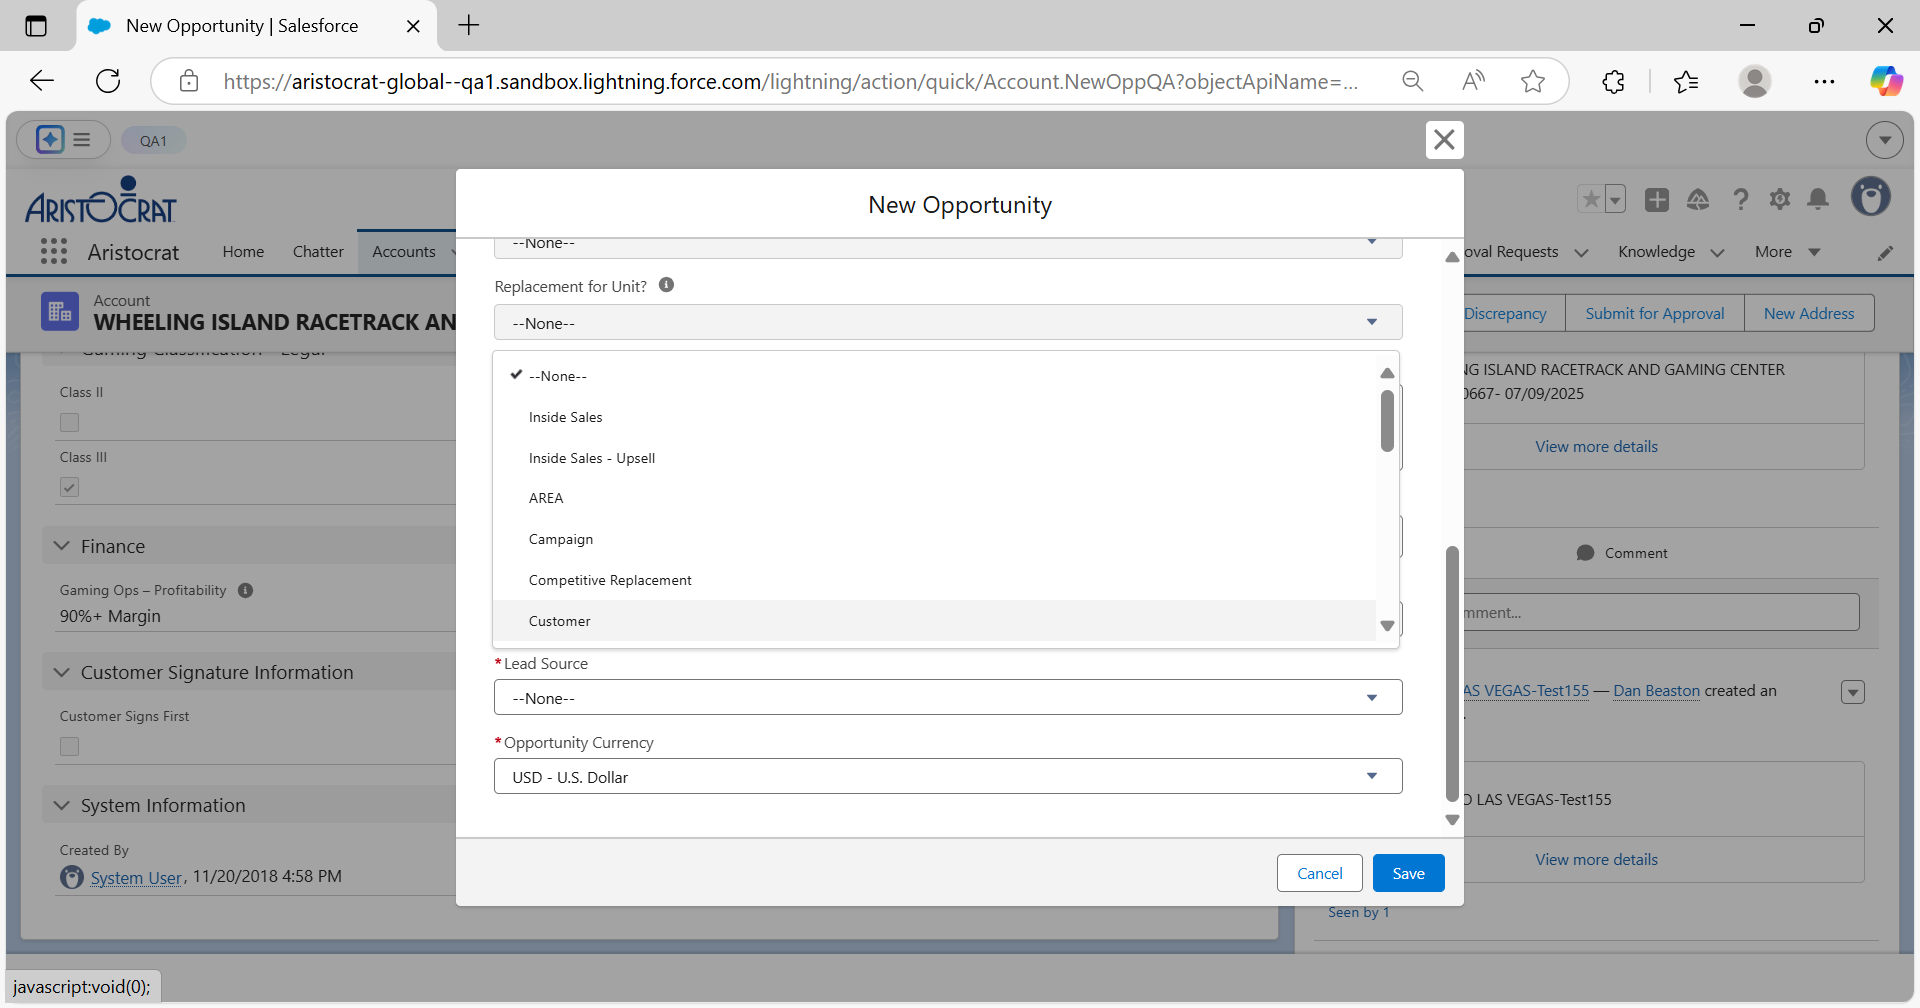 New Opportunity | Salesforce
https://aristocrat-global--qa1.sandbox.lightning.force.com/lightning/action/quick/Account.NewOppQA?objectApiName=...
QA1
ARISTOCRAT
Aristocrat
Home
Chatter
Accounts
oval Requests
Knowledge
More
Account
WHEELING ISLAND RACETRACK AN
Discrepancy
Submit for Approval
New Address
Gaming Classification - Legal
Class II
Class III
Finance
Gaming Ops – Profitability
90%+ Margin
Customer Signature Information
Customer Signs First
System Information
Created By
System User, 11/20/2018 4:58 PM
New Opportunity
--None--
Replacement for Unit?
--None--
--None--
Inside Sales
Inside Sales - Upsell
AREA
Campaign
Competitive Replacement
Customer
*Lead Source
--None--
*Opportunity Currency
USD - U.S. Dollar
Cancel
Save
NG ISLAND RACETRACK AND GAMING CENTER
0667- 07/09/2025
View more details
Comment
mment...
AS VEGAS-Test155 — Dan Beaston created an
.
O LAS VEGAS-Test155
View more details
Seen by 1
javascript:void(0);